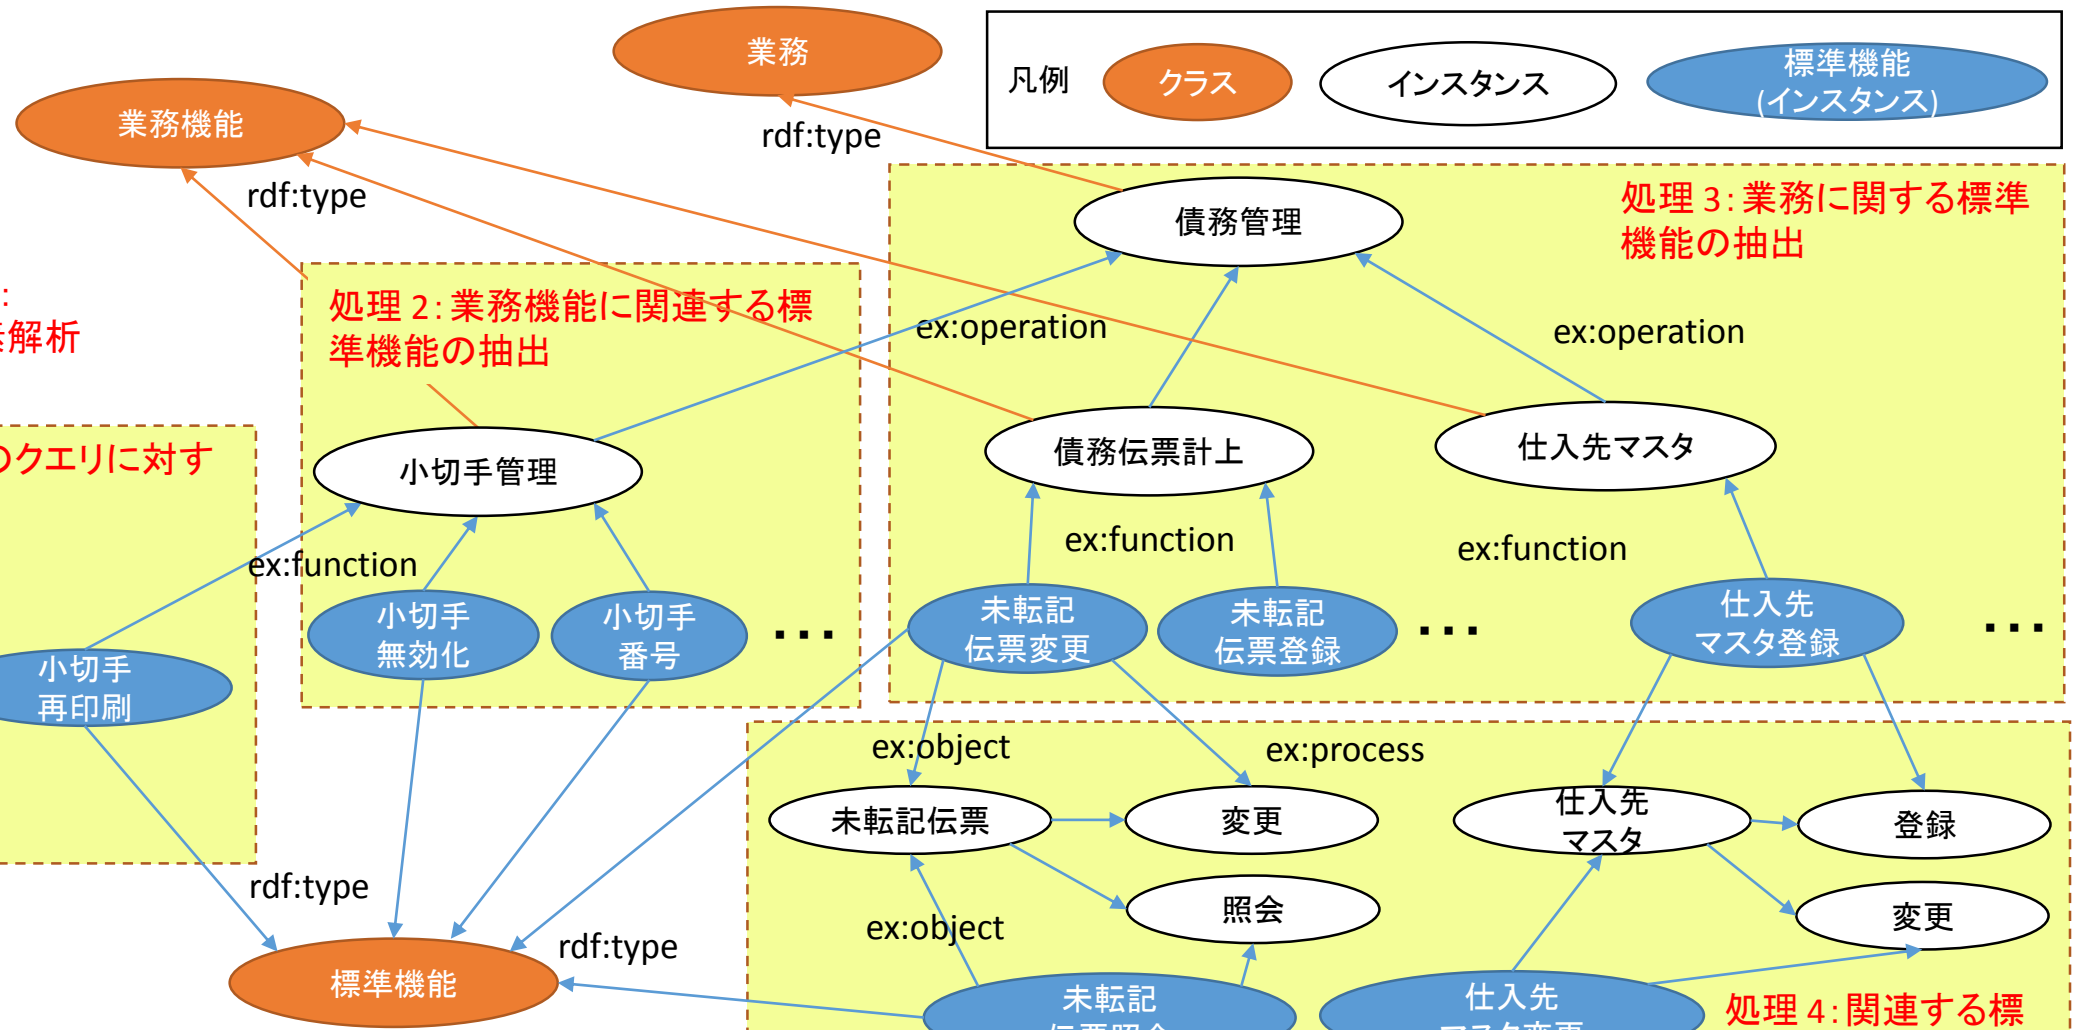 業務
凡例
クラス
インスタンス
標準機能
(インスタンス)
業務機能
rdf:type
rdf:type
処理 3：業務に関する標準
機能の抽出
債務管理
:
解析
処理 2：業務機能に関連する標
準機能の抽出
ex:operation
ex:operation
のクエリに対す
小切手管理
債務伝票計上
仕入先マスタ
ex:function
ex:function
ex:function
小切手
無効化
小切手
番号
・・・
未転記
伝票変更
未転記
伝票登録
・・・
仕入先
マスタ登録
・・・
小切手
再印刷
ex:object
ex:process
未転記伝票
変更
仕入先
マスタ
登録
rdf:type
照会
変更
ex:object
rdf:type
標準機能
未転記
伝票照会
仕入先
マスタ変更
処理 4：関連する標